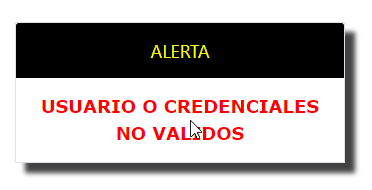 ALERTA
USUARIO O CREDENCIALES
NO VALIDOS